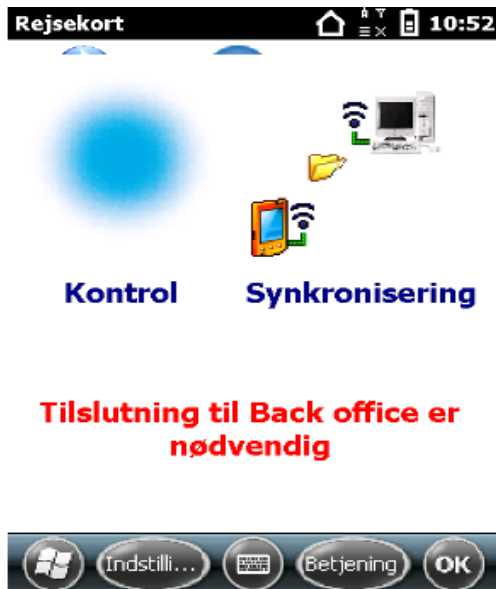 Rejsekort 10:52
Kontrol Synkronisering
Tilslutning til Back office er
nødvendig
Indstilli... Betjening OK